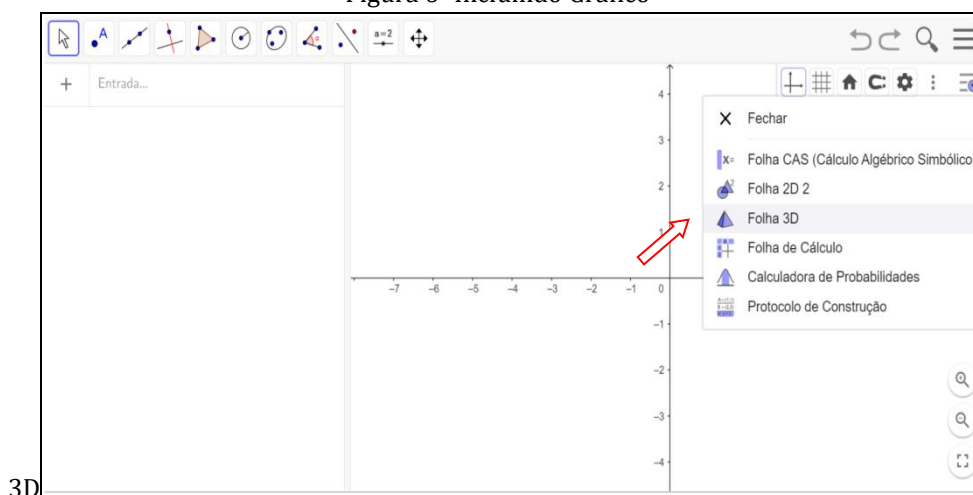 Figura 8- Incluindo Gráfico
A
a=2
+ Entrada...
Fechar
Folha CAS (Cálculo Algébrico Simbólico
Folha 2D 2
Folha 3D
Folha de Cálculo
Calculadora de Probabilidades
Protocolo de Construção
4
3
2
1
-7 -6 -5 -4 -3 -2 -1 0
-1
-2
-3
-4
3D